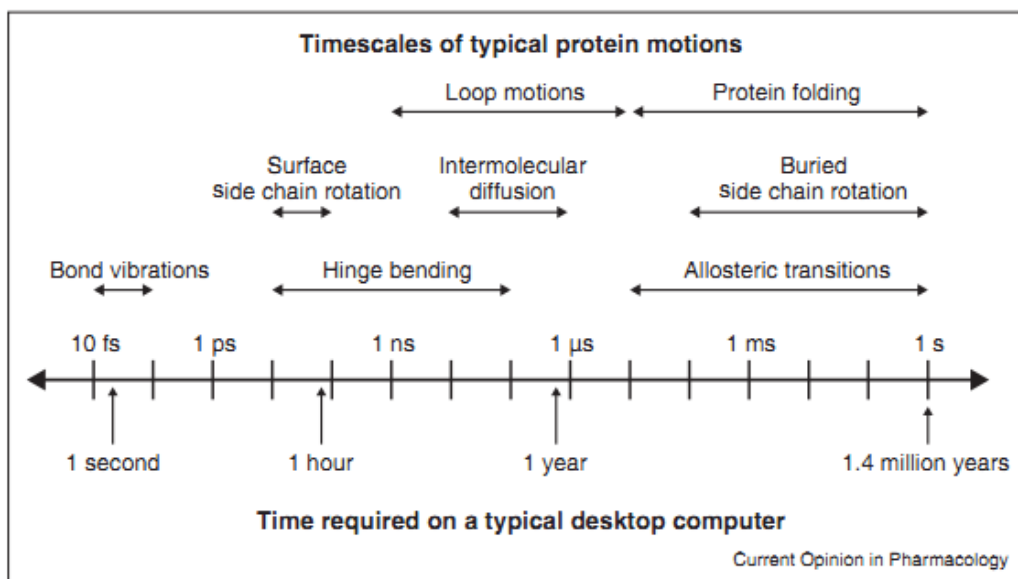 Timescales of typical protein motions
Loop motions
Protein folding
Surface
side chain rotation
Intermolecular
diffusion
Buried
side chain rotation
Bond vibrations
Hinge bending
Allosteric transitions
10 fs
1 ps
1 ns
1 µs
1 ms
1 s
1 second
1 hour
1 year
1.4 million years
Time required on a typical desktop computer
Current Opinion in Pharmacology